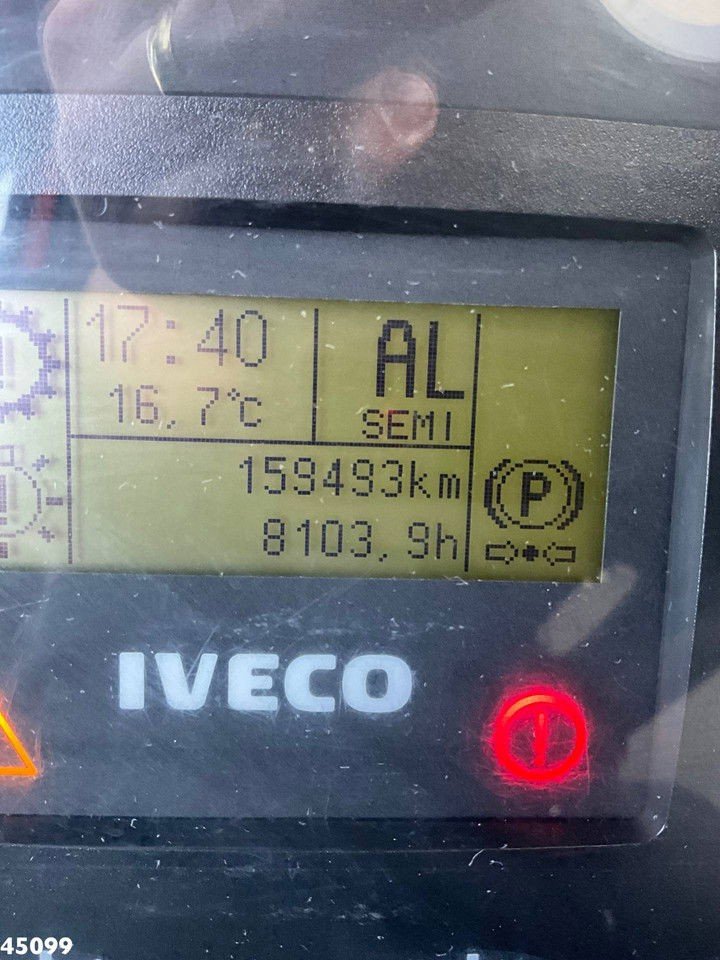 17:40
AL
16,7°C
SEMI
159493km
8103,9h
P
IVECO
45099